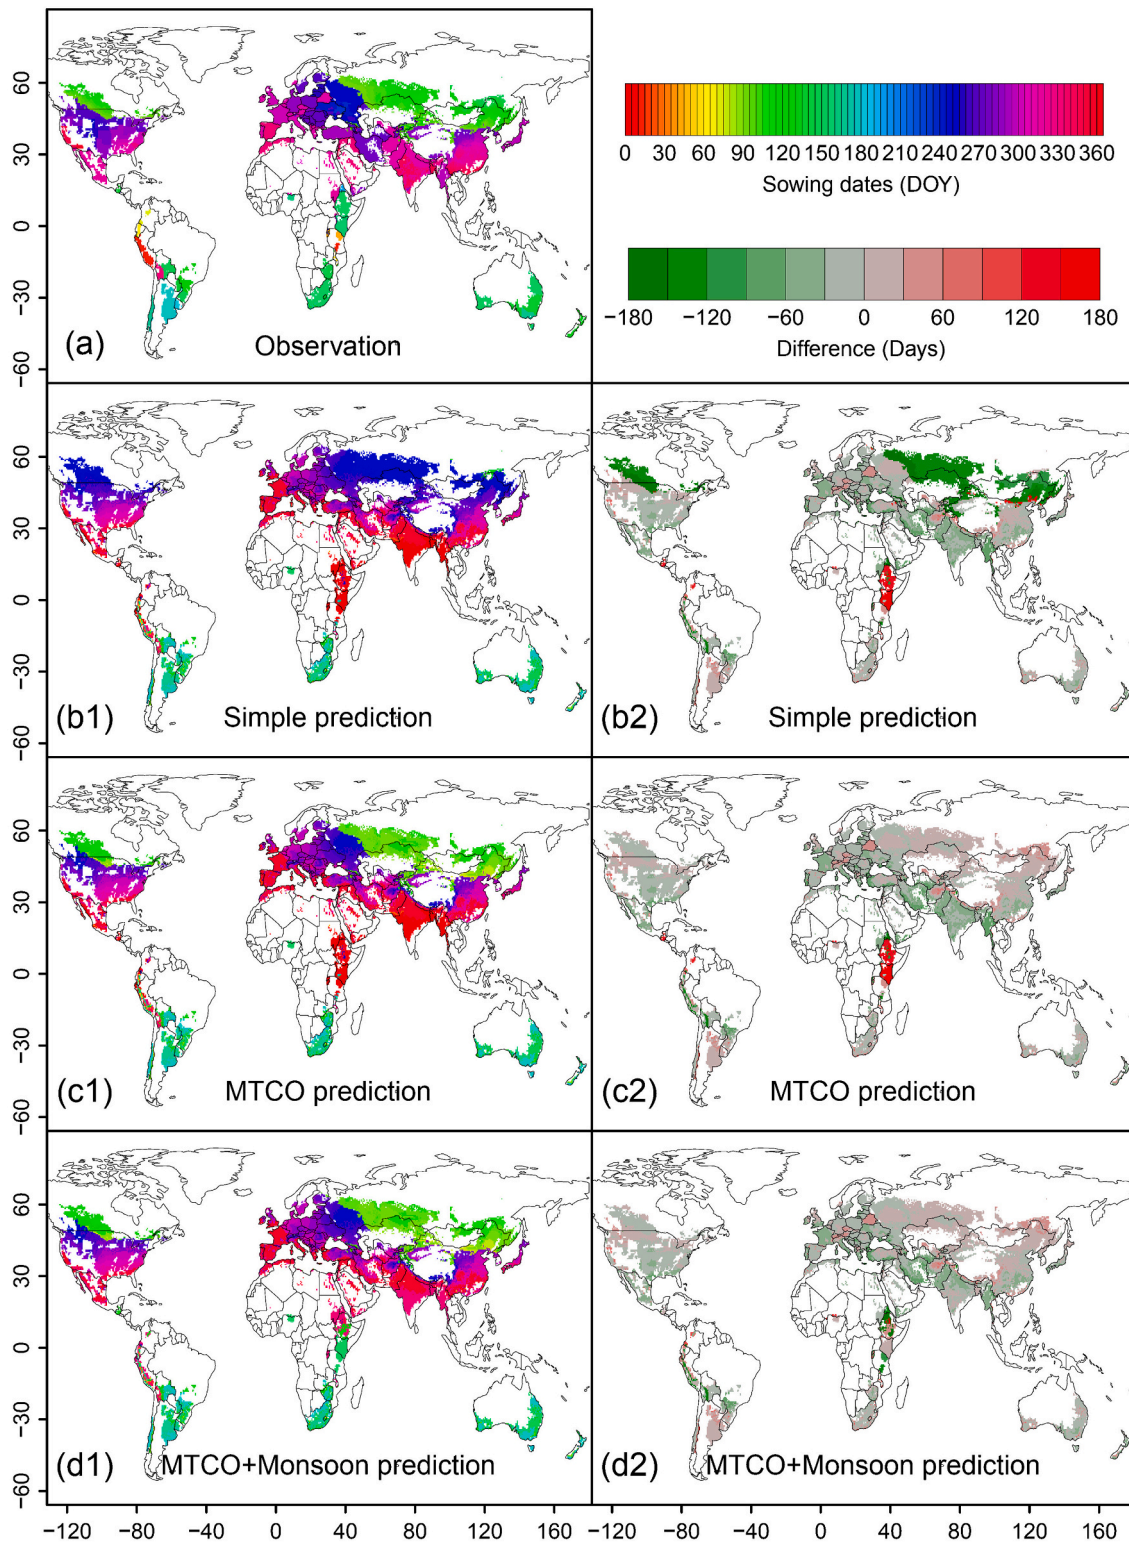 60
30
0
−30
−60
(a)
Observation
0 30 60 90 120 150 180 210 240 270 300 330 360
Sowing dates (DOY)
−180 −120 −60 0 60 120 180
Difference (Days)
60
30
0
−30
−60
(b1)
Simple prediction
(b2)
Simple prediction
60
30
0
−30
−60
(c1)
MTCO prediction
(c2)
MTCO prediction
60
30
0
−30
−60
(d1)
MTCO+Monsoon prediction
(d2)
MTCO+Monsoon prediction
−120 −80 −40 0 40 80 120 160
−120 −80 −40 0 40 80 120 160